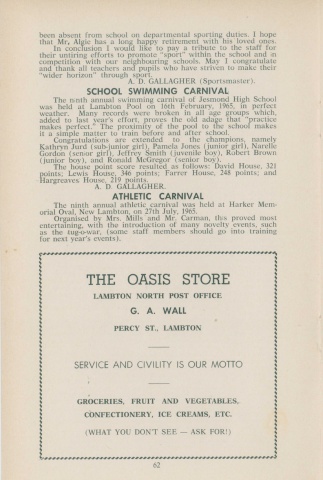 been absent from school on departmental sporting duties. I hope
that Mr. Algie has a long happy retirement with his loved ones.
In conclusion I would like to pay a tribute to the staff for
their untiring efforts to promote "sport" within the school and in
competition with our neighbouring schools. May I congratulate
and thank all teachers and pupils who have striven to make their
"wider horizon" through sport.
A. D. GALLAGHER (Sportsmaster).
SCHOOL SWIMMING CARNIVAL
The ninth annual swimming carnival of Jesmond High School
was held at Lambton Pool on 16th February, 1965, in perfect
weather. Many records were broken in all age groups which,
added to last year's effort, proves the old adage that "practice
makes perfect." The proximity of the pool to the school makes
it a simple matter to train before and after school.
Congratulations are extended to the champions, namely
Kathryn Jurd (sub-junior girl), Pamela Jones (junior girl), Narelle
Gordon (senior girl), Jeffrey Smith (juvenile boy), Robert Brown
(junior boy), and Ronald McGregor (senior boy).
The house point score resulted as follows: David House, 321
points; Lewis House, 346 points; Farrer House, 248 points; and
Hargreaves House, 219 points.
A. D. GALLAGHER.
ATHLETIC CARNIVAL
The ninth annual athletic carnival was held at Harker Mem-
orial Oval, New Lambton, on 27th July, 1965.
Organised by Mrs. Mills and Mr. Carman, this proved most
entertaining, with the introduction of many novelty events, such
as the tug-o-war, (some staff members should go into training
for next year's events).
THE OASIS STORE
LAMBTON NORTH POST OFFICE
G. A. WALL
PERCY ST., LAMBTON
SERVICE AND CIVILITY IS OUR MOTTO
GROCERIES, FRUIT AND VEGETABLES,
CONFECTIONERY, ICE CREAMS, ETC.
(WHAT YOU DON'T SEE — ASK FOR!)
62